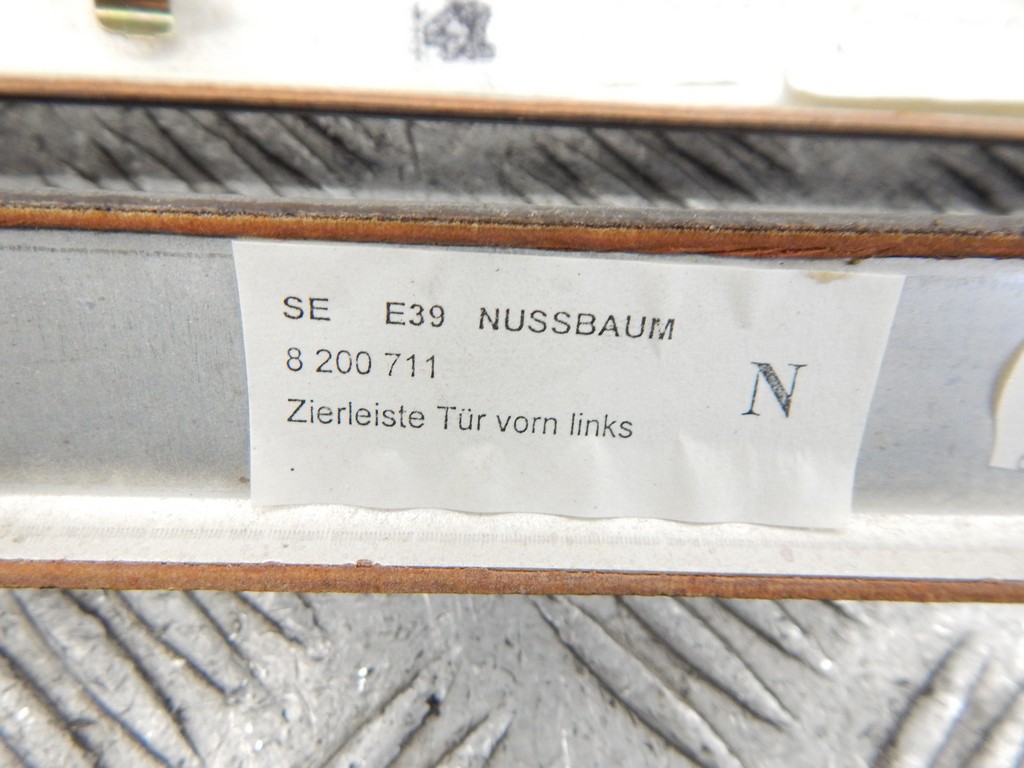 SE E39 NUSSBAUM
8 200 711
Zierleiste Tür vorn links
N